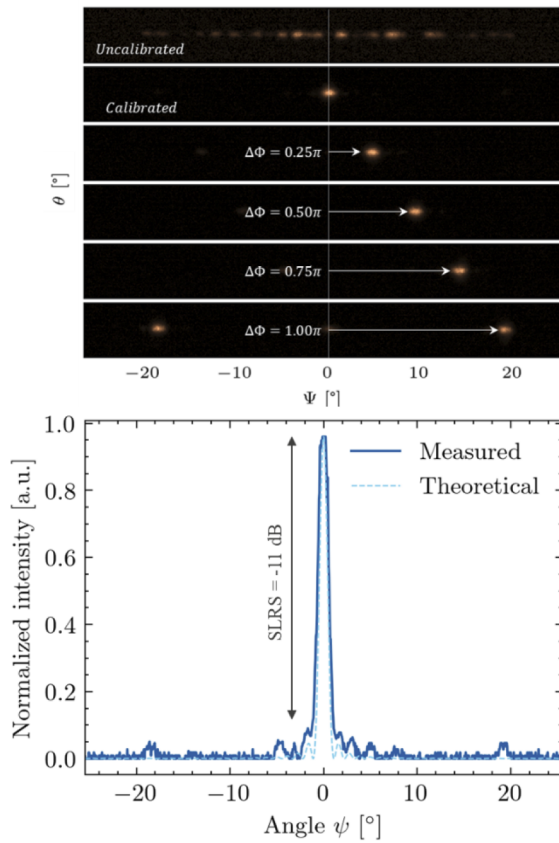 Uncalibrated
Calibrated
ΔΦ = 0.25π
ΔΦ = 0.50π
ΔΦ = 0.75π
ΔΦ = 1.00π
θ [°]
−20 −10 0 10 20
Ψ [°]
1.0
0.8
0.6
0.4
0.2
0.0
Normalized intensity [a.u.]
SLRS = -11 dB
Measured
Theoretical
−20 −10 0 10 20
Angle ψ [°]